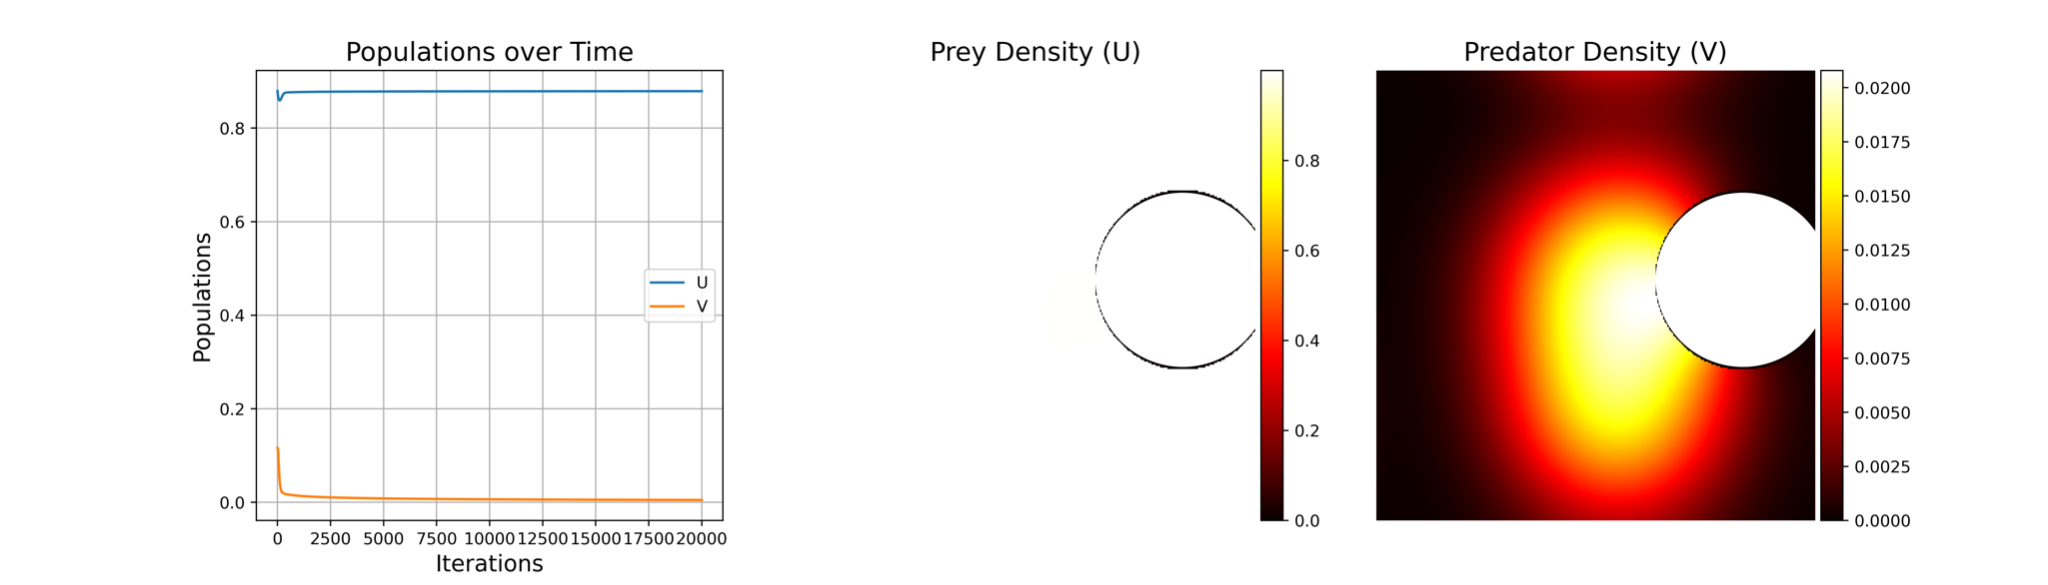 Populations over Time
Populations
0.8
0.6
0.4
0.2
0.0
U
V
0 2500 5000 7500 10000 12500 15000 17500 20000
Iterations
Prey Density (U)
0.8
0.6
0.4
0.2
0.0
Predator Density (V)
0.0200
0.0175
0.0150
0.0125
0.0100
0.0075
0.0050
0.0025
0.0000